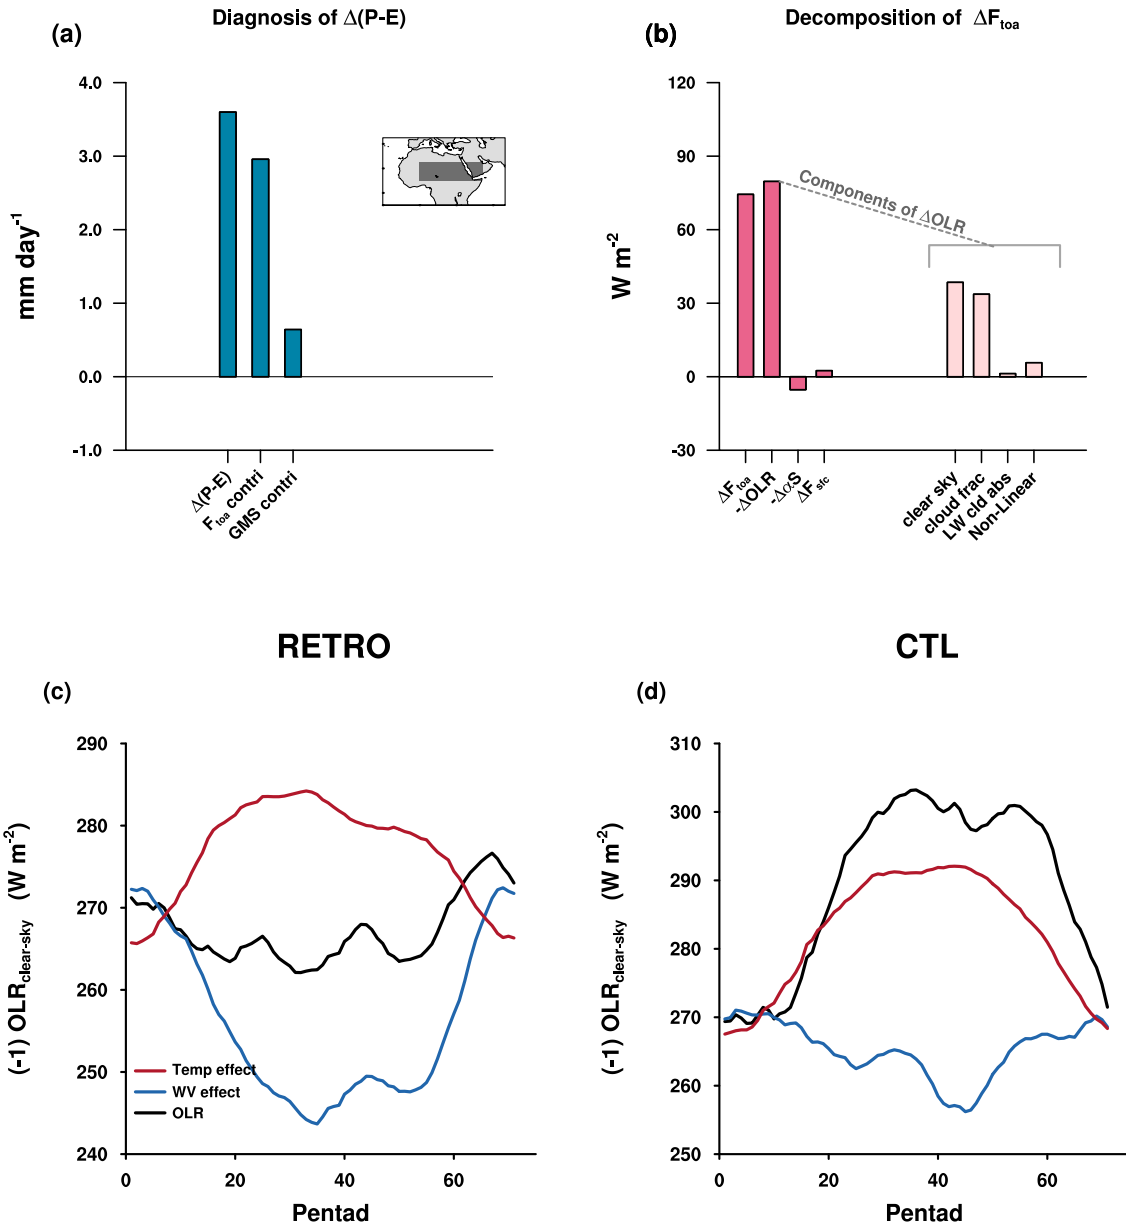 Diagnosis of Δ(P-E)
(a)
4.0
3.0
2.0
1.0
0.0
-1.0
mm day-1
Δ(P-E)
Ftoa contri
GMS contri
Decomposition of ΔFtoa
(b)
120
90
60
30
0
-30
W m-2
Components of ΔOLR
ΔFtoa
-ΔOLR
-ΔαS
ΔFsfc
clear sky
cloud frac
LW cld abs
Non-Linear
RETRO
(c)
290
280
270
260
250
240
(-1) OLRclear-sky (W m-2)
Temp effect
WV effect
OLR
0
20
40
60
Pentad
CTL
(d)
310
300
290
280
270
260
250
(-1) OLRclear-sky (W m-2)
0
20
40
60
Pentad